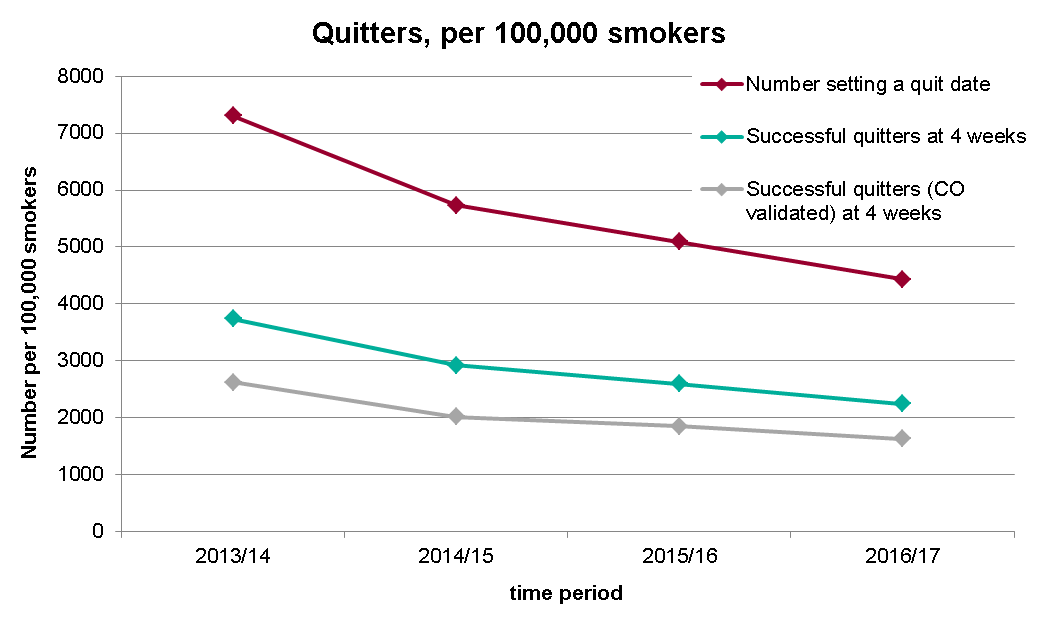 Quitters, per 100,000 smokers
8000
7000
6000
5000
4000
3000
2000
1000
0
Number per 100,000 smokers
Number setting a quit date
Successful quitters at 4 weeks
Successful quitters (CO
validated) at 4 weeks
2013/14
2014/15
2015/16
2016/17
time period